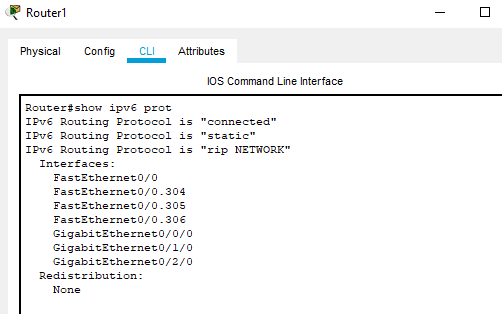 Router1
Physical Config CLI Attributes
IOS Command Line Interface
Router#show ipv6 prot
IPv6 Routing Protocol is "connected"
IPv6 Routing Protocol is "static"
IPv6 Routing Protocol is "rip NETWORK"
Interfaces:
FastEthernet0/0
FastEthernet0/0.304
FastEthernet0/0.305
FastEthernet0/0.306
GigabitEthernet0/0/0
GigabitEthernet0/1/0
GigabitEthernet0/2/0
Redistribution:
None